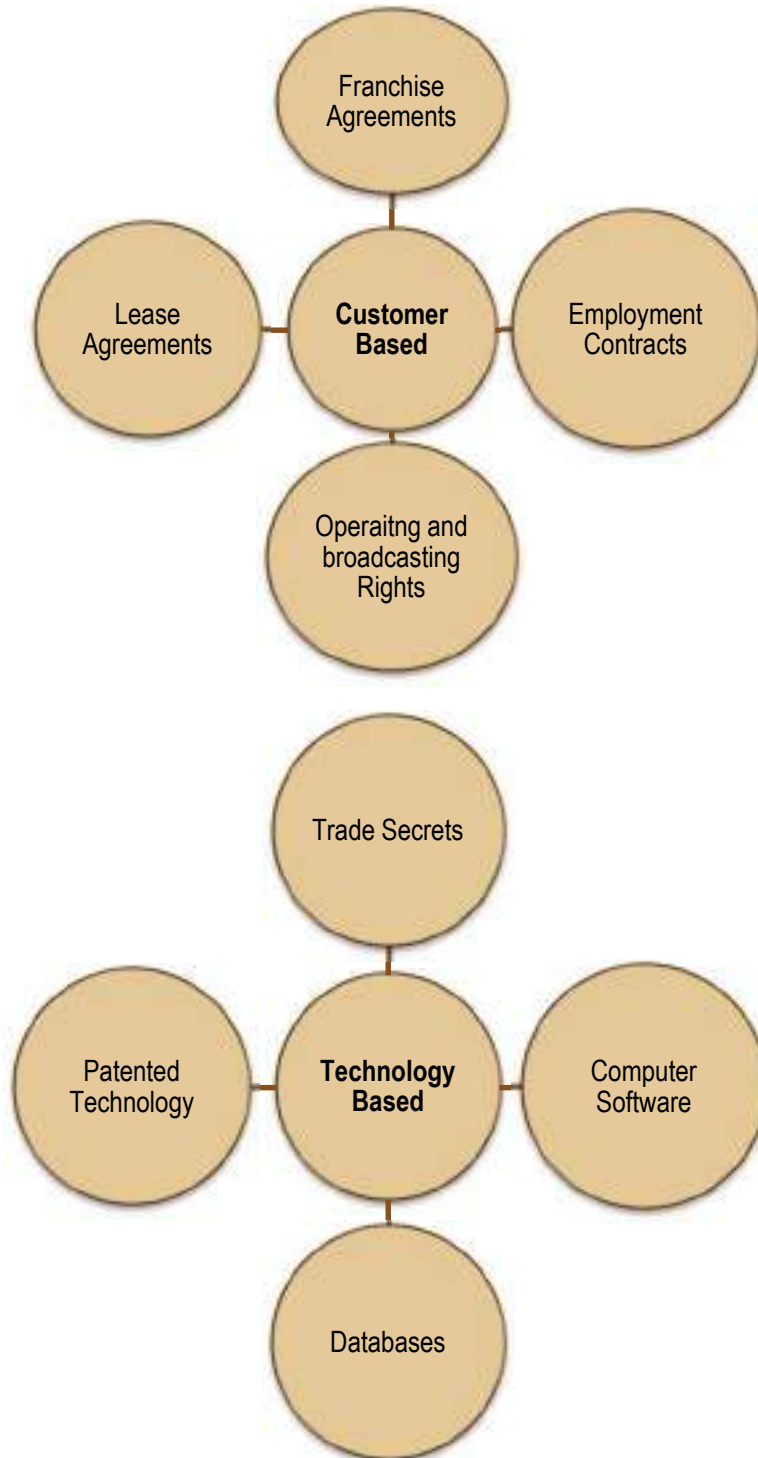 Franchise
Agreements
Lease
Agreements
Customer
Based
Employment
Contracts
Operaitng and
broadcasting
Rights
Trade Secrets
Patented
Technology
Technology
Based
Computer
Software
Databases